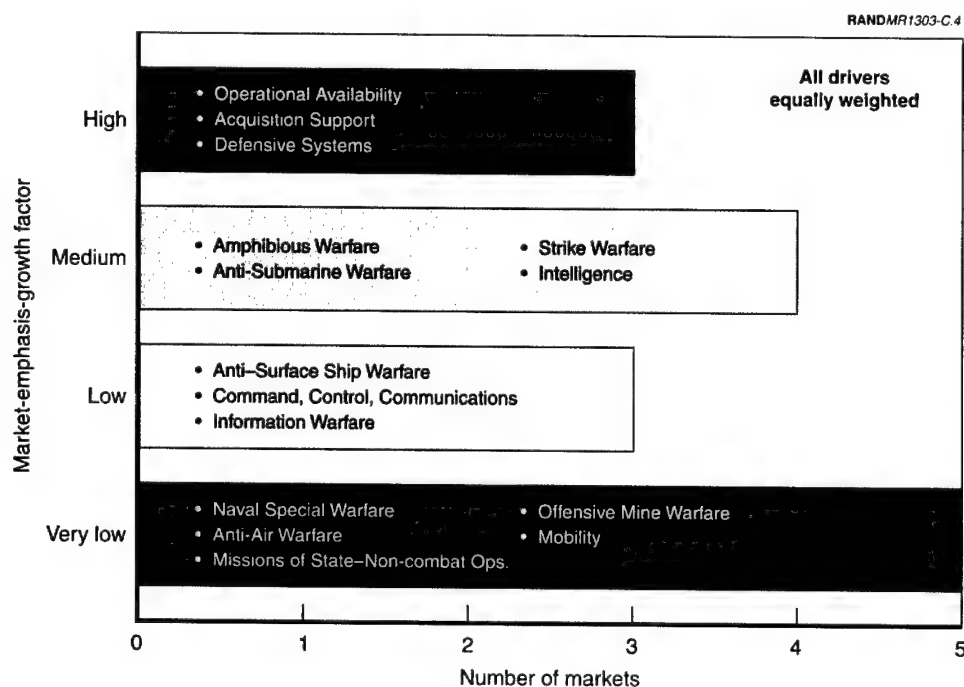 RANDMR1303-C.4
All drivers
equally weighted
Market-emphasis-growth factor
High
• Operational Availability
• Acquisition Support
• Defensive Systems
Medium
• Amphibious Warfare
• Anti-Submarine Warfare
• Strike Warfare
• Intelligence
Low
• Anti–Surface Ship Warfare
• Command, Control, Communications
• Information Warfare
Very low
• Naval Special Warfare
• Anti-Air Warfare
• Missions of State–Non-combat Ops.
• Offensive Mine Warfare
• Mobility
0 1 2 3 4 5
Number of markets